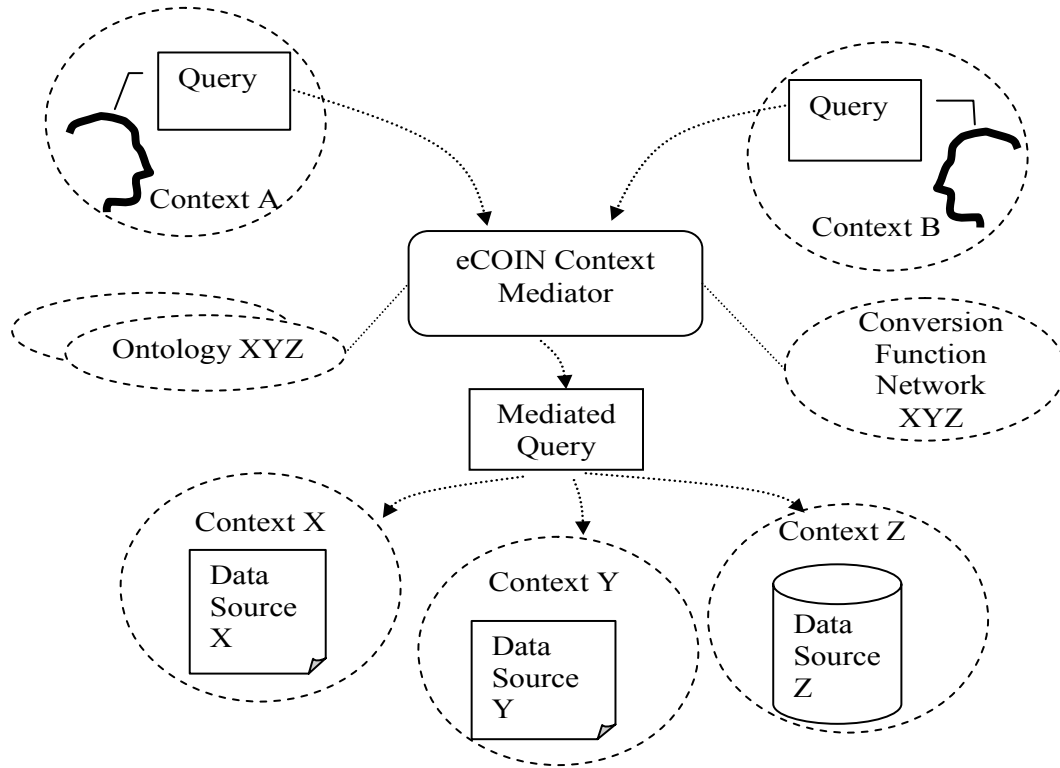 Query
Context A
Query
Context B
eCOIN Context
Mediator
Ontology XYZ
Conversion
Function
Network
XYZ
Mediated
Query
Context X
Data
Source
X
Context Y
Data
Source
Y
Context Z
Data
Source
Z